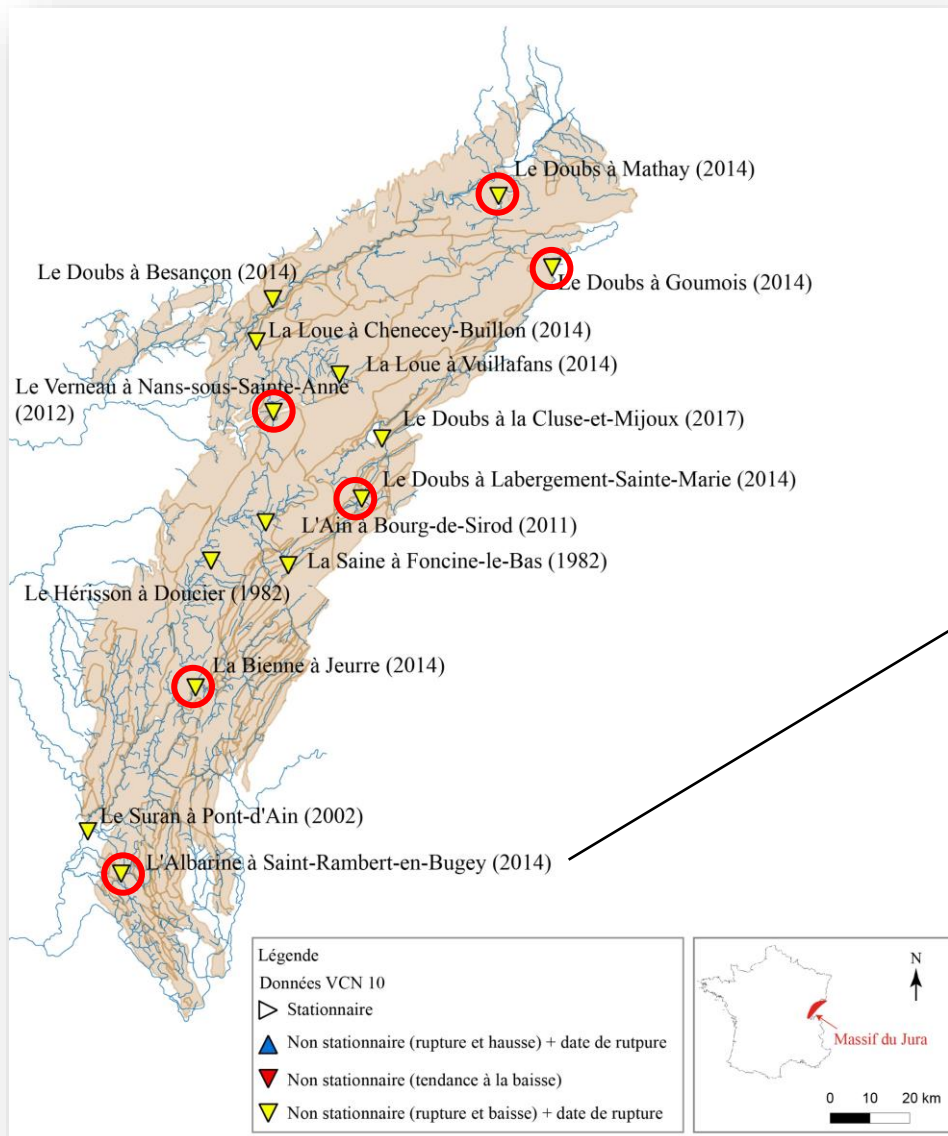 Le Doubs à Mathay (2014)
Le Doubs à Besançon (2014)
Le Doubs à Goumois (2014)
La Loue à Chenecey-Buillon (2014)
La Loue à Vuillafans (2014)
Le Verneau à Nans-sous-Sainte-Anne
(2012)
Le Doubs à la Cluse-et-Mijoux (2017)
Le Doubs à Labergement-Sainte-Marie (2014)
L'Ain à Bourg-de-Sirod (2011)
La Saine à Foncine-le-Bas (1982)
Le Hérisson à Doucier (1982)
La Bienne à Jeurre (2014)
Le Suran à Pont-d'Ain (2002)
L'Albarine à Saint-Rambert-en-Bugey (2014)
Légende
Données VCN 10
Stationnaire
Non stationnaire (rupture et hausse) + date de rutpure
Non stationnaire (tendance à la baisse)
Non stationnaire (rupture et baisse) + date de rupture
N
Massif du Jura
0 10 20 km